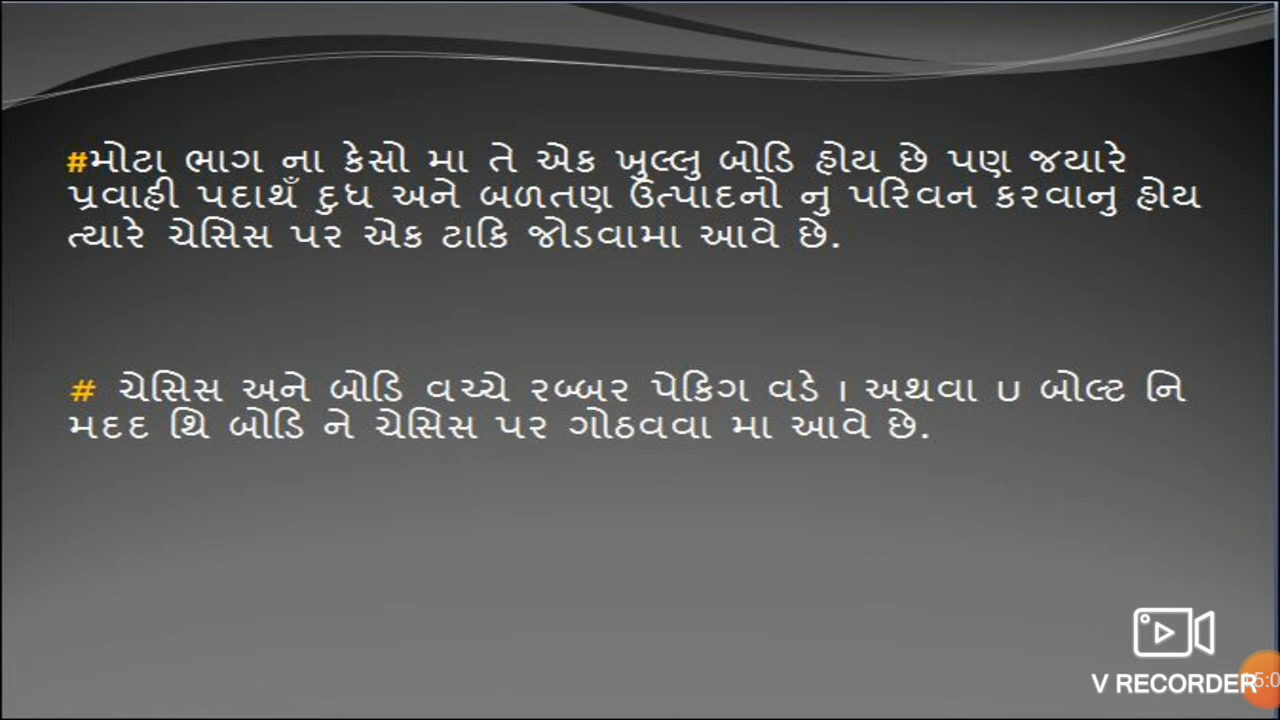 #મોટા ભાગ ના કેસો મા તે એક ખુલ્લુ બોડિ હોય છે પણ જયારે
પ્રવાહી પદાથઁ દુધ અને બળતણ ઉત્પાદનો નુ પરિવન કરવાનુ હોય
ત્યારે ચેસિસ પર એક ટાકિ જોડવામા આવે છે.
# ચેસિસ અને બોડિ વચ્ચે રબ્બર પેકિગ વડે I અથવા U બોલ્ટ નિ
મદદ થિ બોડિ ને ચેસિસ પર ગોઠવવા મા આવે છે.
V RECORDER